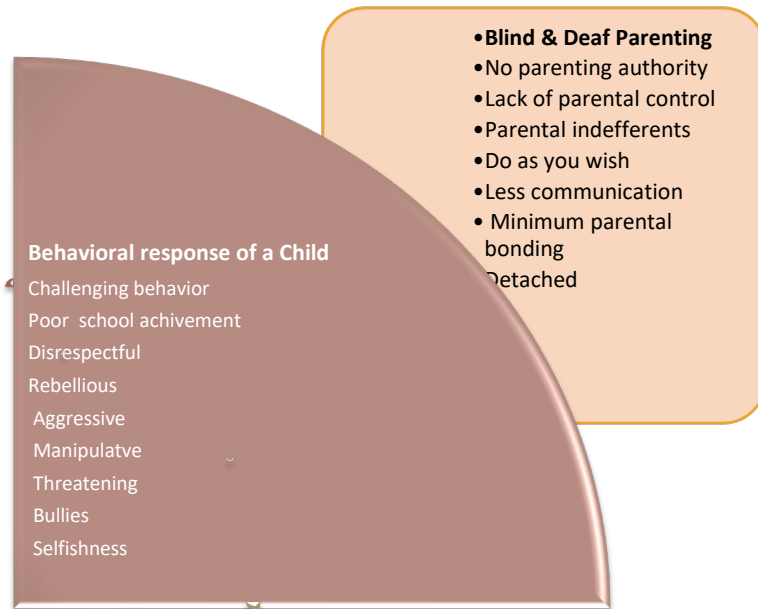 •Blind & Deaf Parenting
•No parenting authority
•Lack of parental control
•Parental indefferents
•Do as you wish
•Less communication
• Minimum parental
bonding
Detached
Behavioral response of a Child
Challenging behavior
Poor school achivement
Disrespectful
Rebellious
Aggressive
Manipulatve
Threatening
Bullies
Selfishness